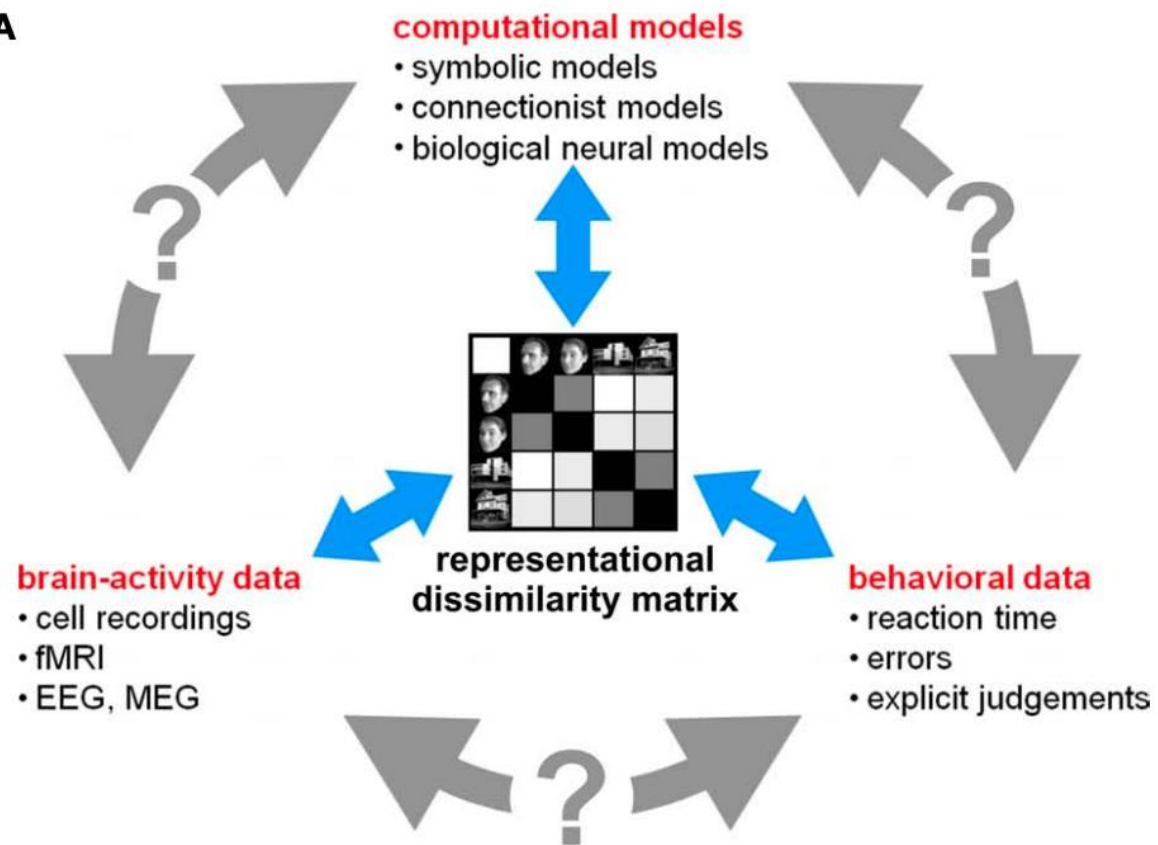 A
computational models
• symbolic models
• connectionist models
• biological neural models
?
?
representational
dissimilarity matrix
brain-activity data
• cell recordings
• fMRI
• EEG, MEG
behavioral data
• reaction time
• errors
• explicit judgements
?